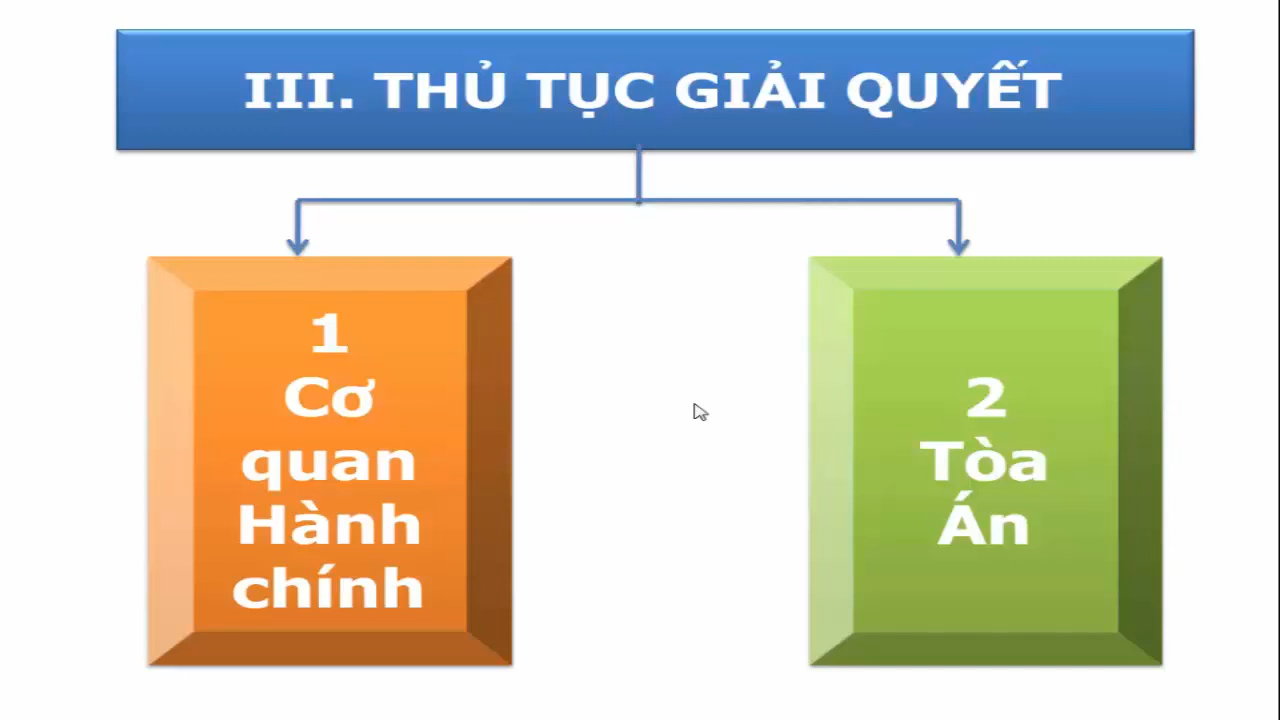 III. THỦ TỤC GIẢI QUYẾT
1
Cơ
quan
Hành
chính
2
Tòa
Án